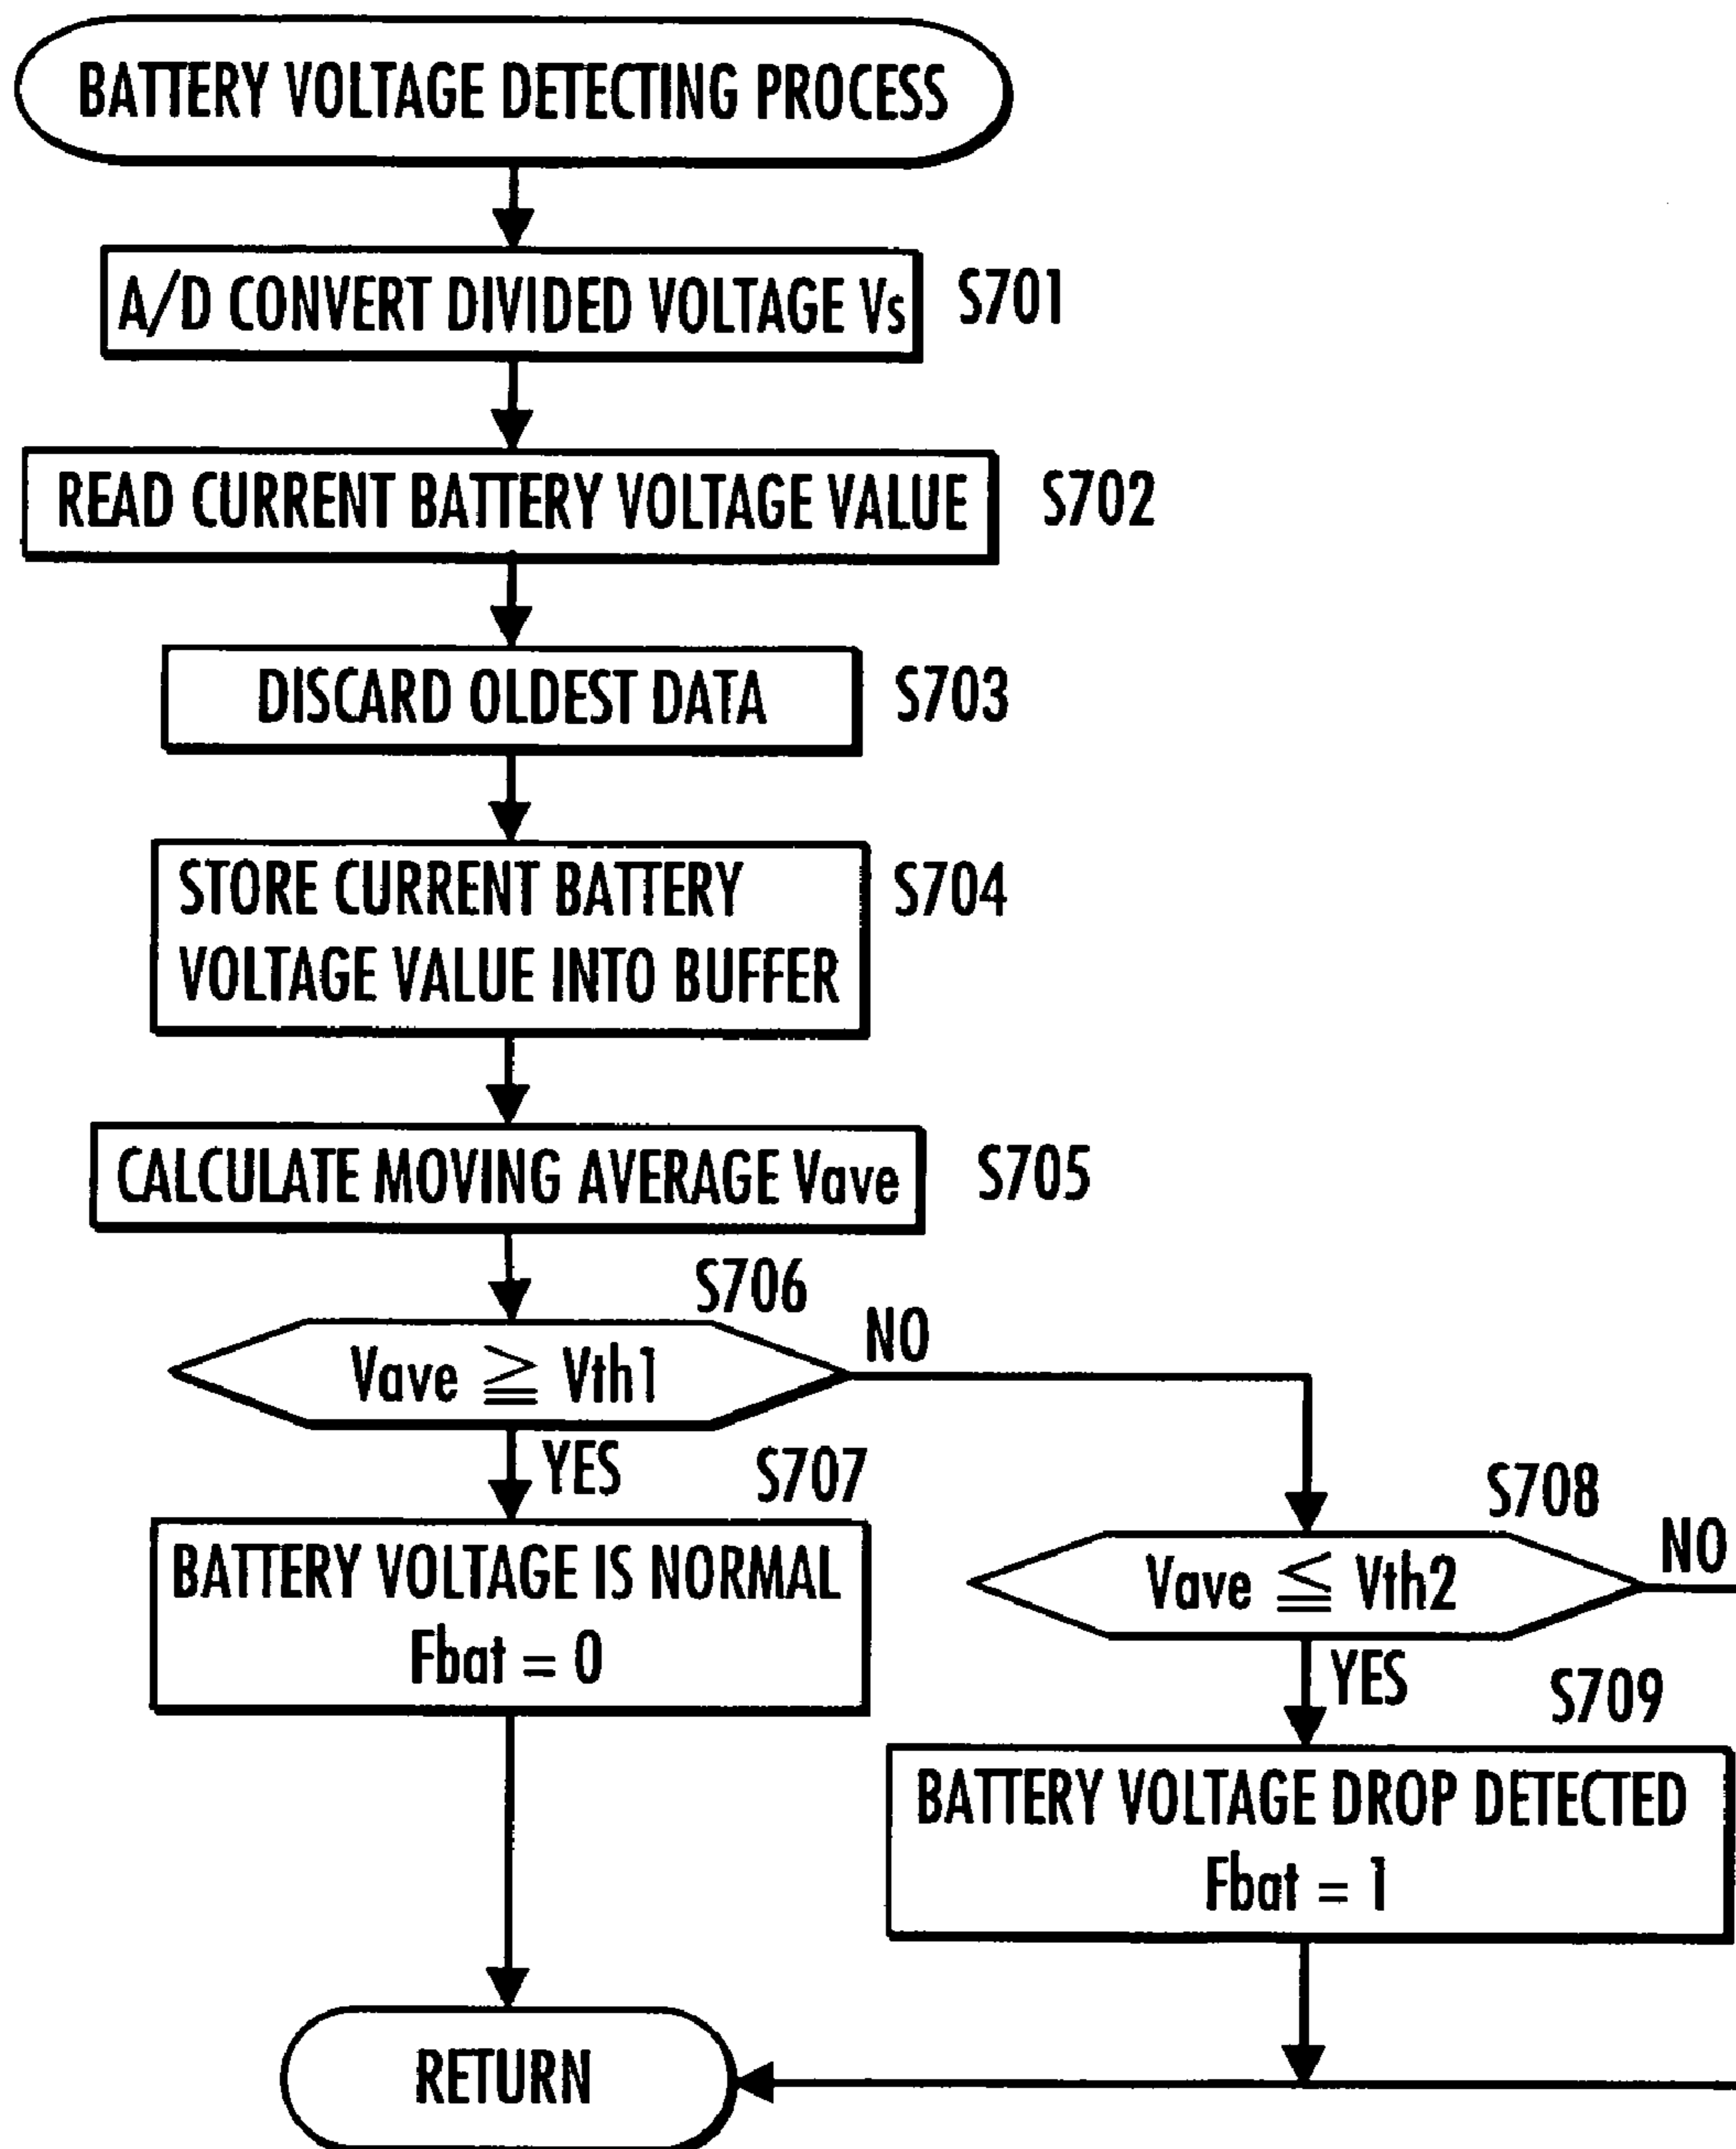 BATTERY VOLTAGE DETECTING PROCESS
A/D CONVERT DIVIDED VOLTAGE Vs
S701
READ CURRENT BATTERY VOLTAGE VALUE
S702
DISCARD OLDEST DATA
S703
STORE CURRENT BATTERY
VOLTAGE VALUE INTO BUFFER
S704
CALCULATE MOVING AVERAGE Vave
S705
S706
Vave ≧ Vth1
NO
YES
S707
BATTERY VOLTAGE IS NORMAL
Fbat = 0
S708
Vave ≦ Vth2
NO
YES
S709
BATTERY VOLTAGE DROP DETECTED
Fbat = 1
RETURN